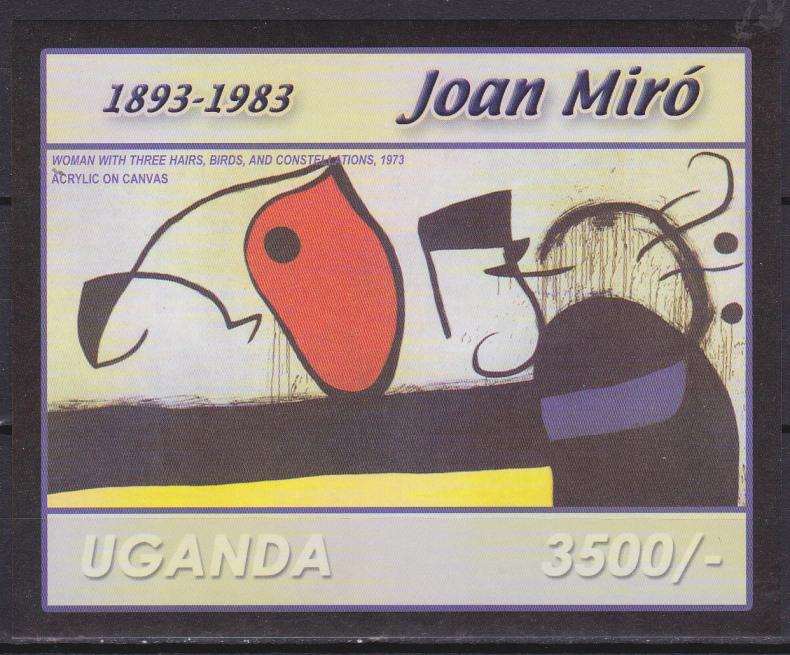 1893-1983
Joan Miró
WOMAN WITH THREE HAIRS, BIRDS, AND CONSTELLATIONS, 1973
ACRYLIC ON CANVAS
UGANDA
3500/-